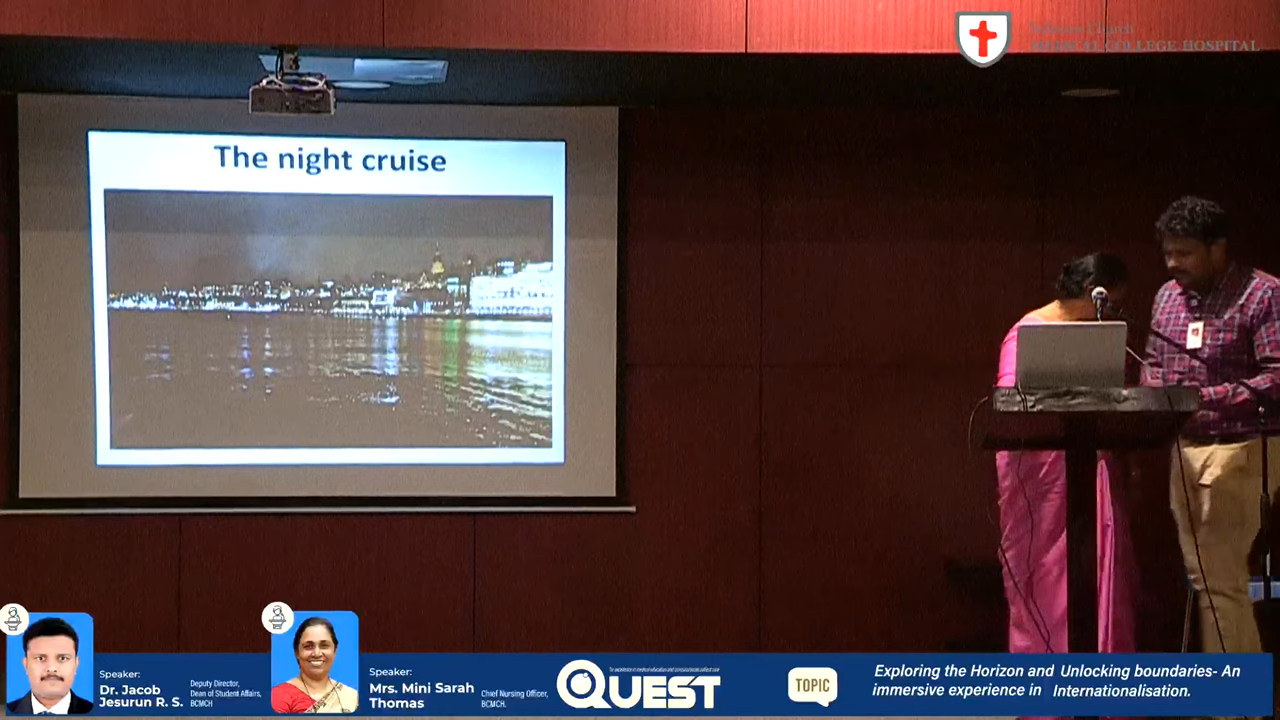 MEDICAL COLLEGE HOSPITAL
The night cruise
Speaker:
Dr. Jacob
Jesurun R. S.
Deputy Director,
Dean of Student Affairs,
BCMCH
Speaker:
Mrs. Mini Sarah
Thomas
Chief Nursing Officer,
BCMCH.
QUEST
TOPIC
Exploring the Horizon and Unlocking boundaries- An
immersive experience in Internationalisation.